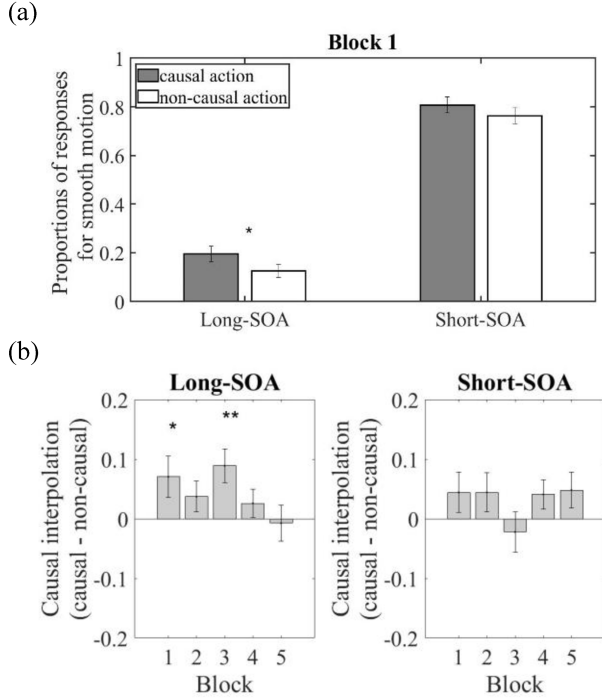 (a)
Block 1
causal action
non-causal action
Proportions of responses
for smooth motion
1
0.8
0.6
0.4
0.2
0
*
Long-SOA
Short-SOA
(b)
Long-SOA
Causal interpolation
(causal - non-causal)
0.2
0.1
0
-0.1
-0.2
*
**
1 2 3 4 5
Block
Short-SOA
Causal interpolation
(causal - non-causal)
0.2
0.1
0
-0.1
-0.2
1 2 3 4 5
Block